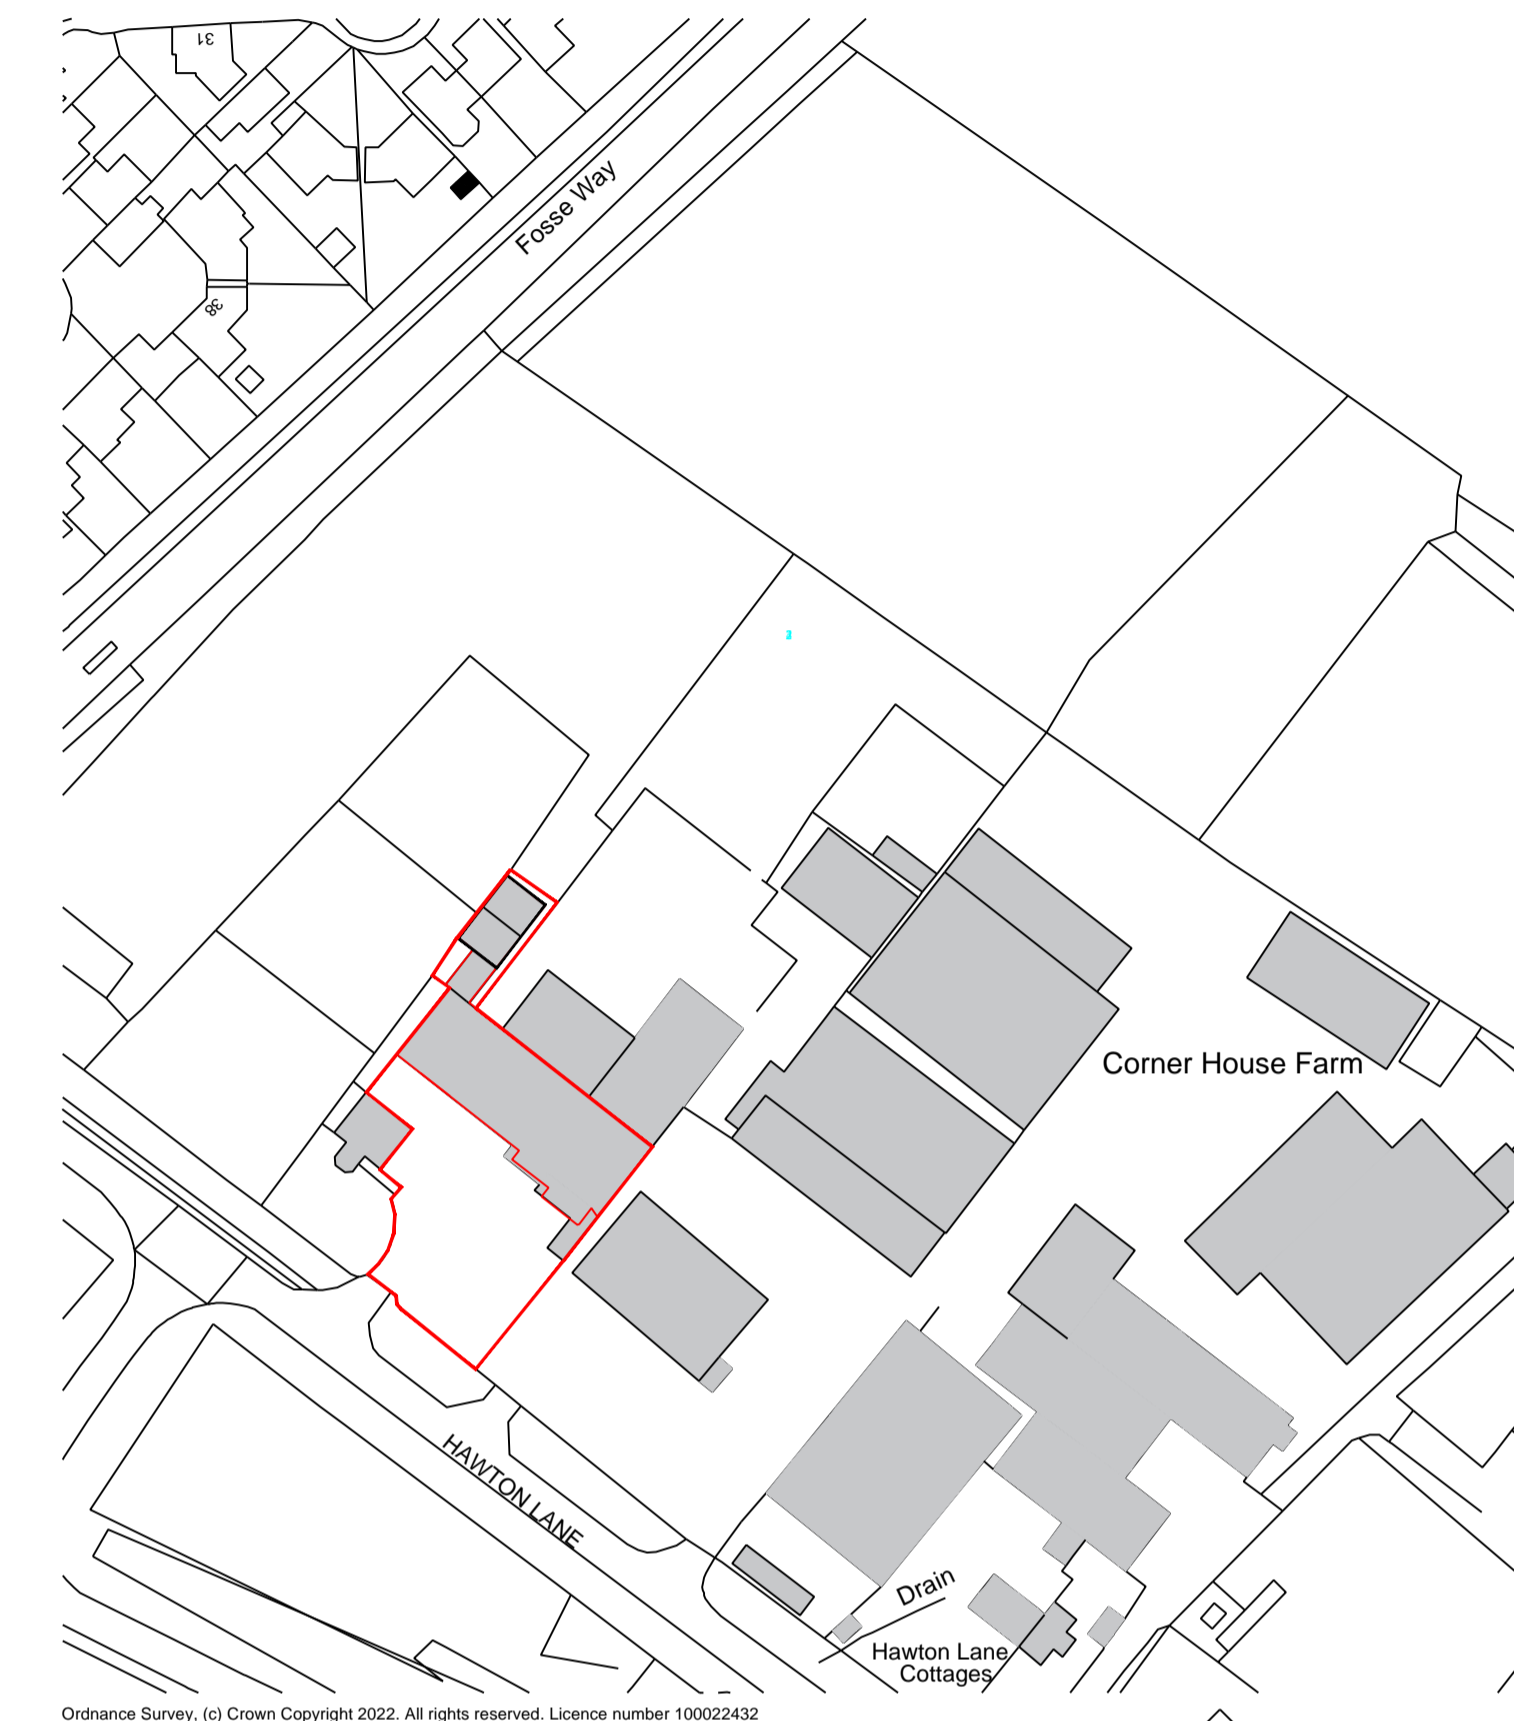 31
Fosse Way
38
Corner House Farm
HAWTON LANE
Drain
Hawton Lane
Cottages
Ordnance Survey, (c) Crown Copyright 2022. All rights reserved. Licence number 100022432